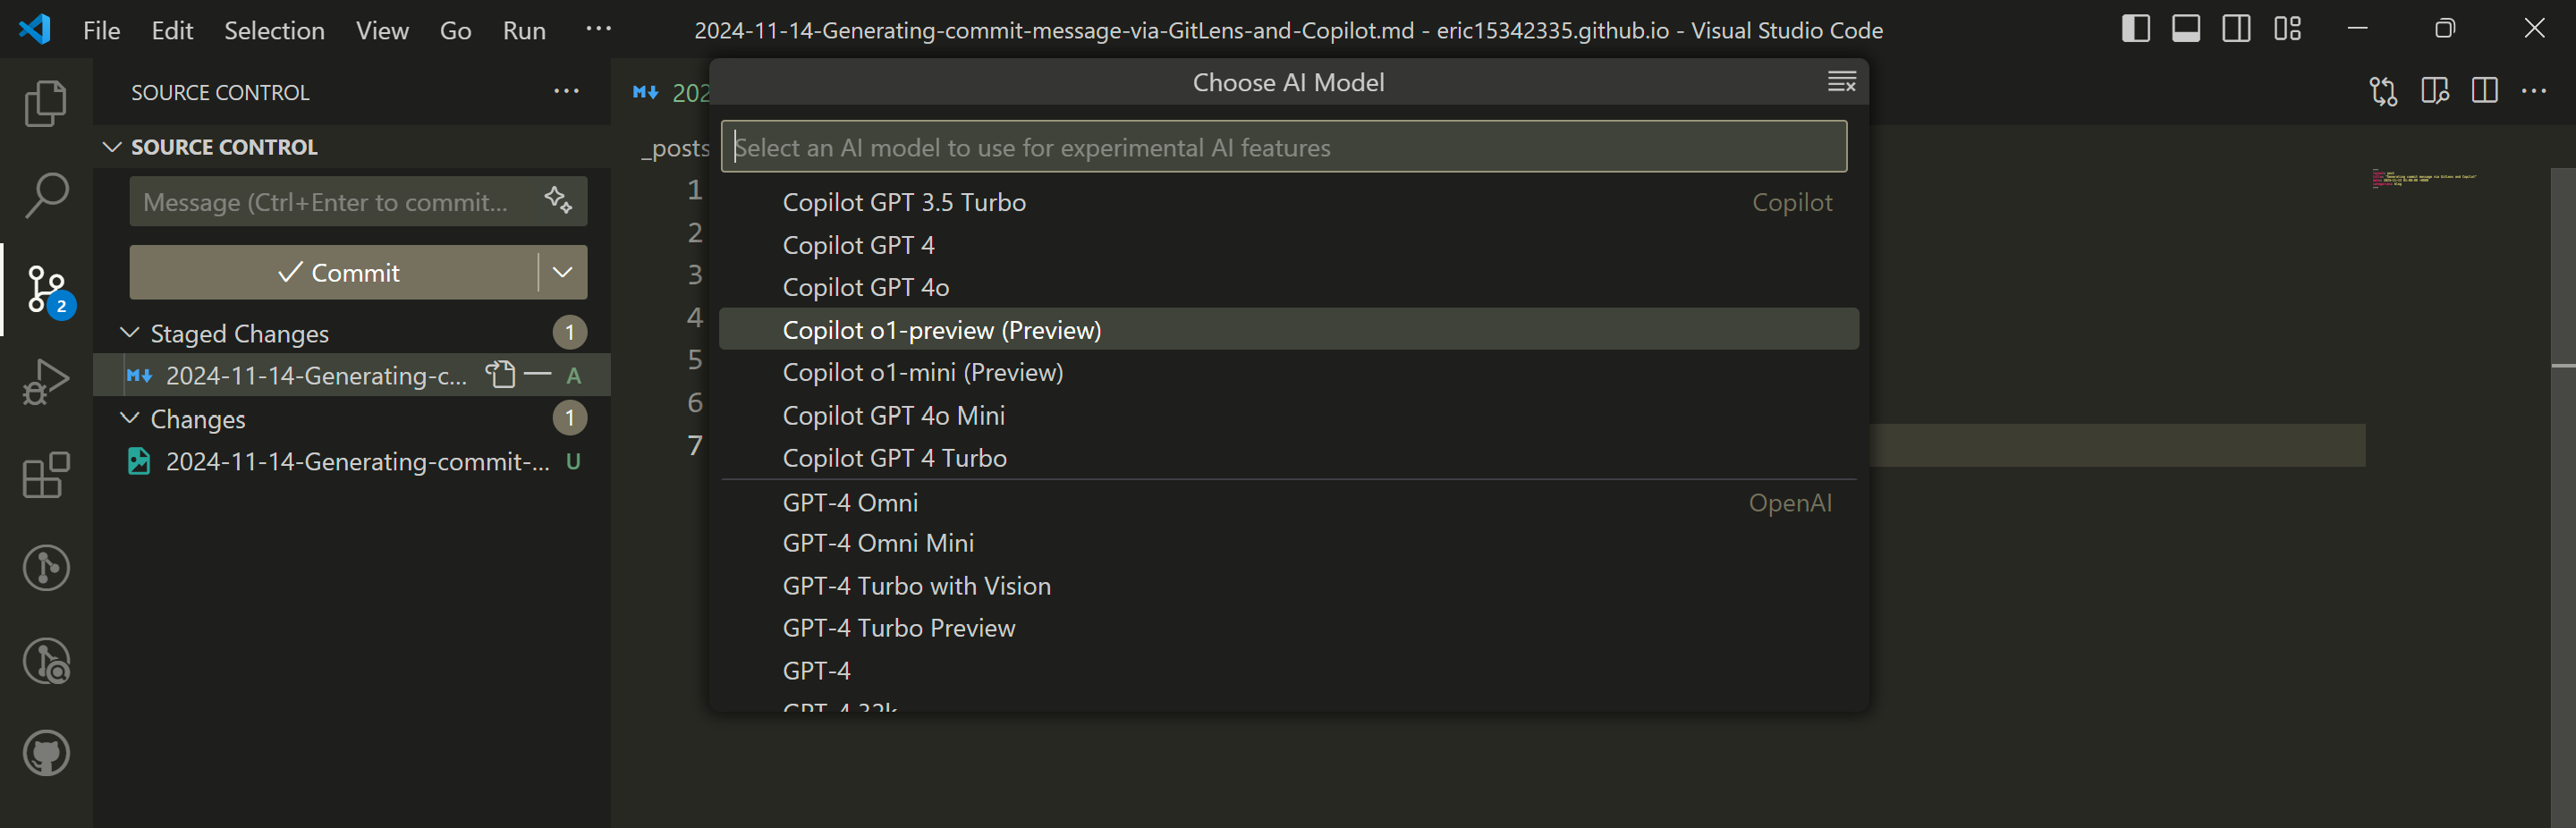 File Edit Selection View Go Run ···
2024-11-14-Generating-commit-message-via-GitLens-and-Copilot.md - eric15342335.github.io - Visual Studio Code
SOURCE CONTROL
SOURCE CONTROL
Message (Ctrl+Enter to commit...
Commit
2
Staged Changes 1
2024-11-14-Generating-c... A
Changes 1
2024-11-14-Generating-commit-... U
202
_posts
1
2
3
4
5
6
7
Choose AI Model
Select an AI model to use for experimental AI features
Copilot GPT 3.5 Turbo Copilot
Copilot GPT 4
Copilot GPT 4o
Copilot o1-preview (Preview)
Copilot o1-mini (Preview)
Copilot GPT 4o Mini
Copilot GPT 4 Turbo
GPT-4 Omni OpenAI
GPT-4 Omni Mini
GPT-4 Turbo with Vision
GPT-4 Turbo Preview
GPT-4
GPT-4 32k